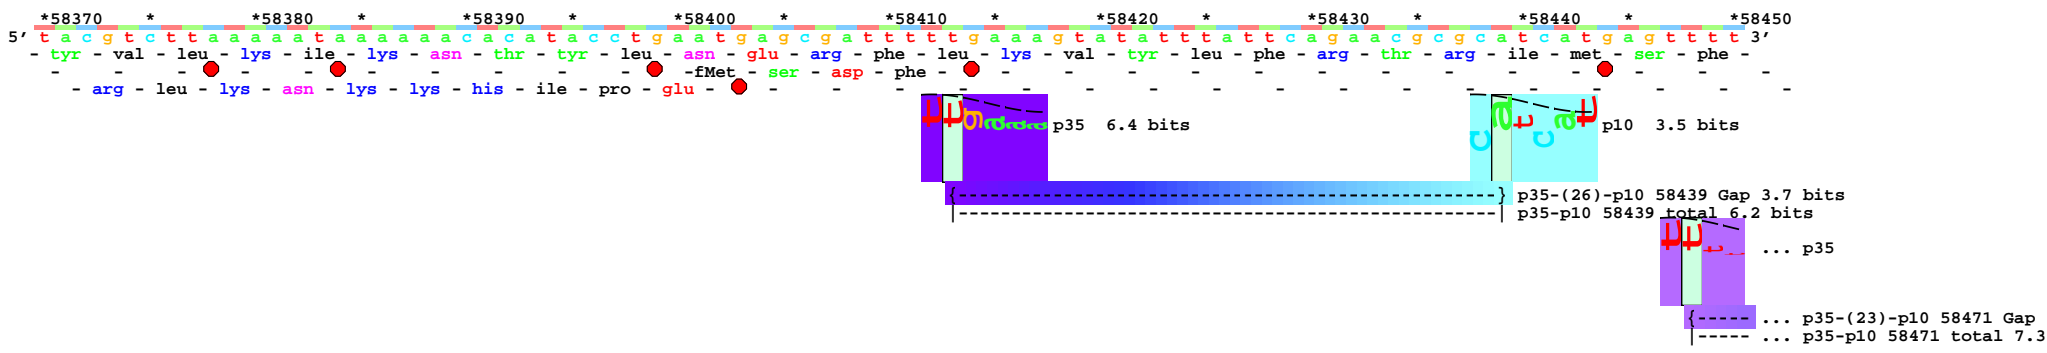 *58370 * *58380 * *58390 * *58400 * *58410 * *58420 * *58430 * *58440 * *58450
5' t a c g t c t t a a a a a t a a a a a a c a c a t a c c t g a a t g a g c g a t t t t t g a a a g t a t a t t t a t t c a g a a c g c g c a t c a t g a g t t t t 3'
- tyr - val - leu - lys - ile - lys - asn - thr - tyr - leu - asn - glu - arg - phe - leu - lys - val - tyr - leu - phe - arg - thr - arg - ile - met - ser - phe -
- - - - - - - - - -fMet - ser - asp - phe - - - - - - - - - - - - -
- arg - leu - lys - asn - lys - lys - his - ile - pro - glu - - - - - - - - - - - - - - - - -
t t g a a a p35 6.4 bits c a t c a t p10 3.5 bits
{--------------------------} p35-(26)-p10 58439 Gap 3.7 bits
|--------------------------| p35-p10 58439 total 6.2 bits
t t t t ... p35
{----- ... p35-(23)-p10 58471 Gap
|----- ... p35-p10 58471 total 7.3